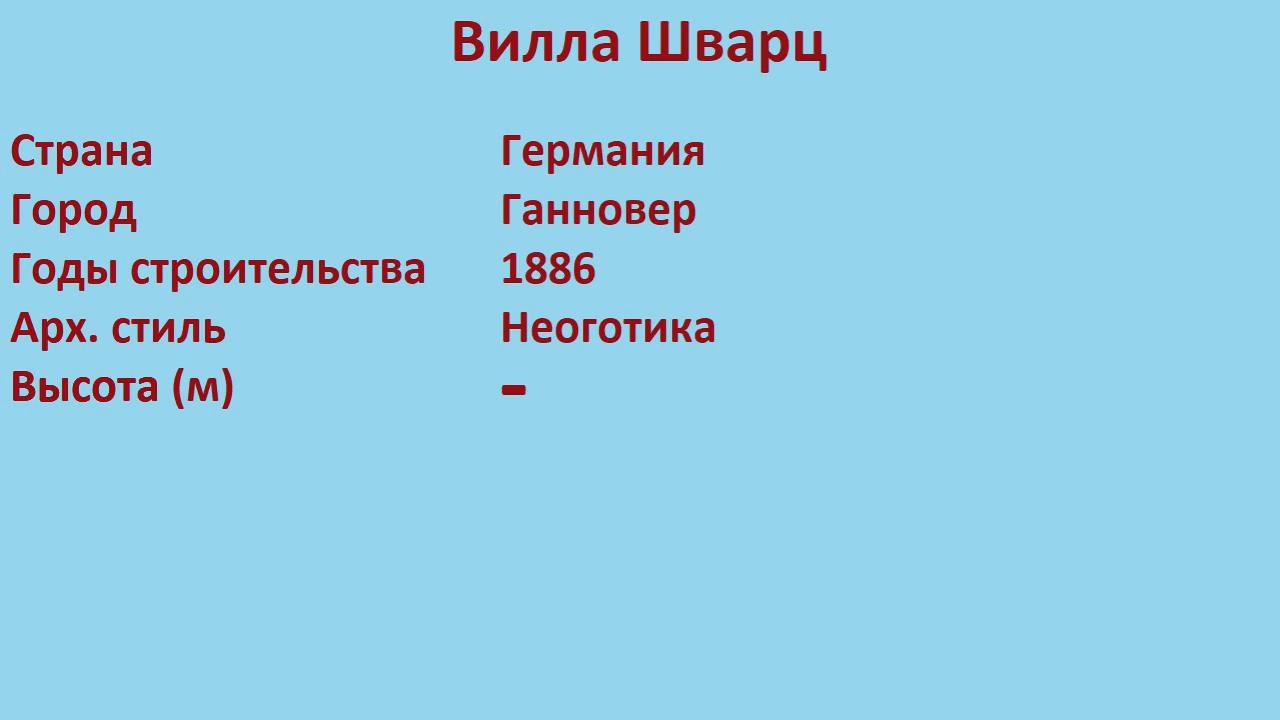 Вилла Шварц
Страна Германия
Город Ганновер
Годы строительства 1886
Арх. стиль Неоготика
Высота (м) -